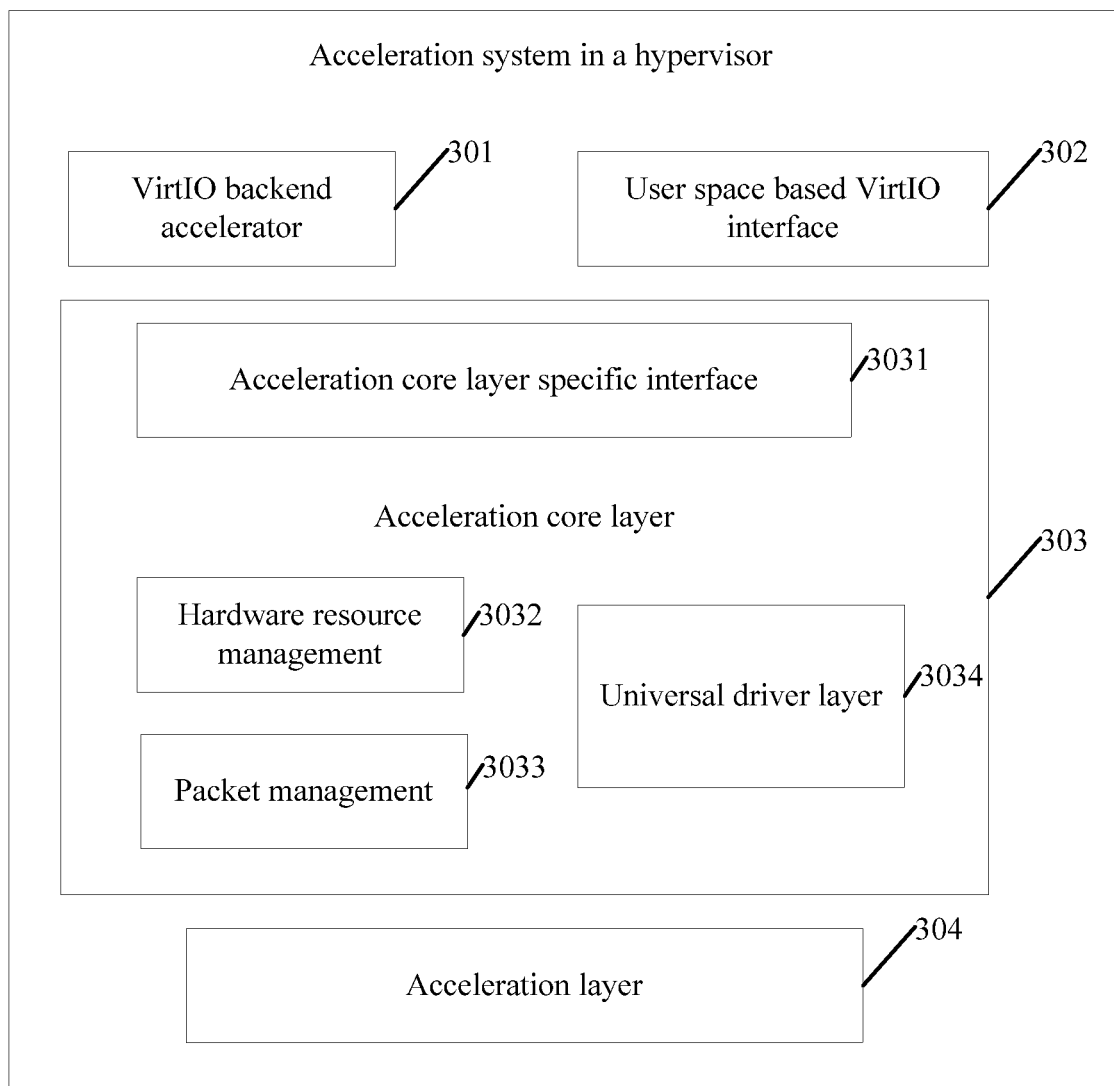 Acceleration system in a hypervisor
301
VirtIO backend
accelerator
302
User space based VirtIO
interface
3031
Acceleration core layer specific interface
Acceleration core layer
303
Hardware resource
management
3032
Universal driver layer
3034
3033
Packet management
304
Acceleration layer